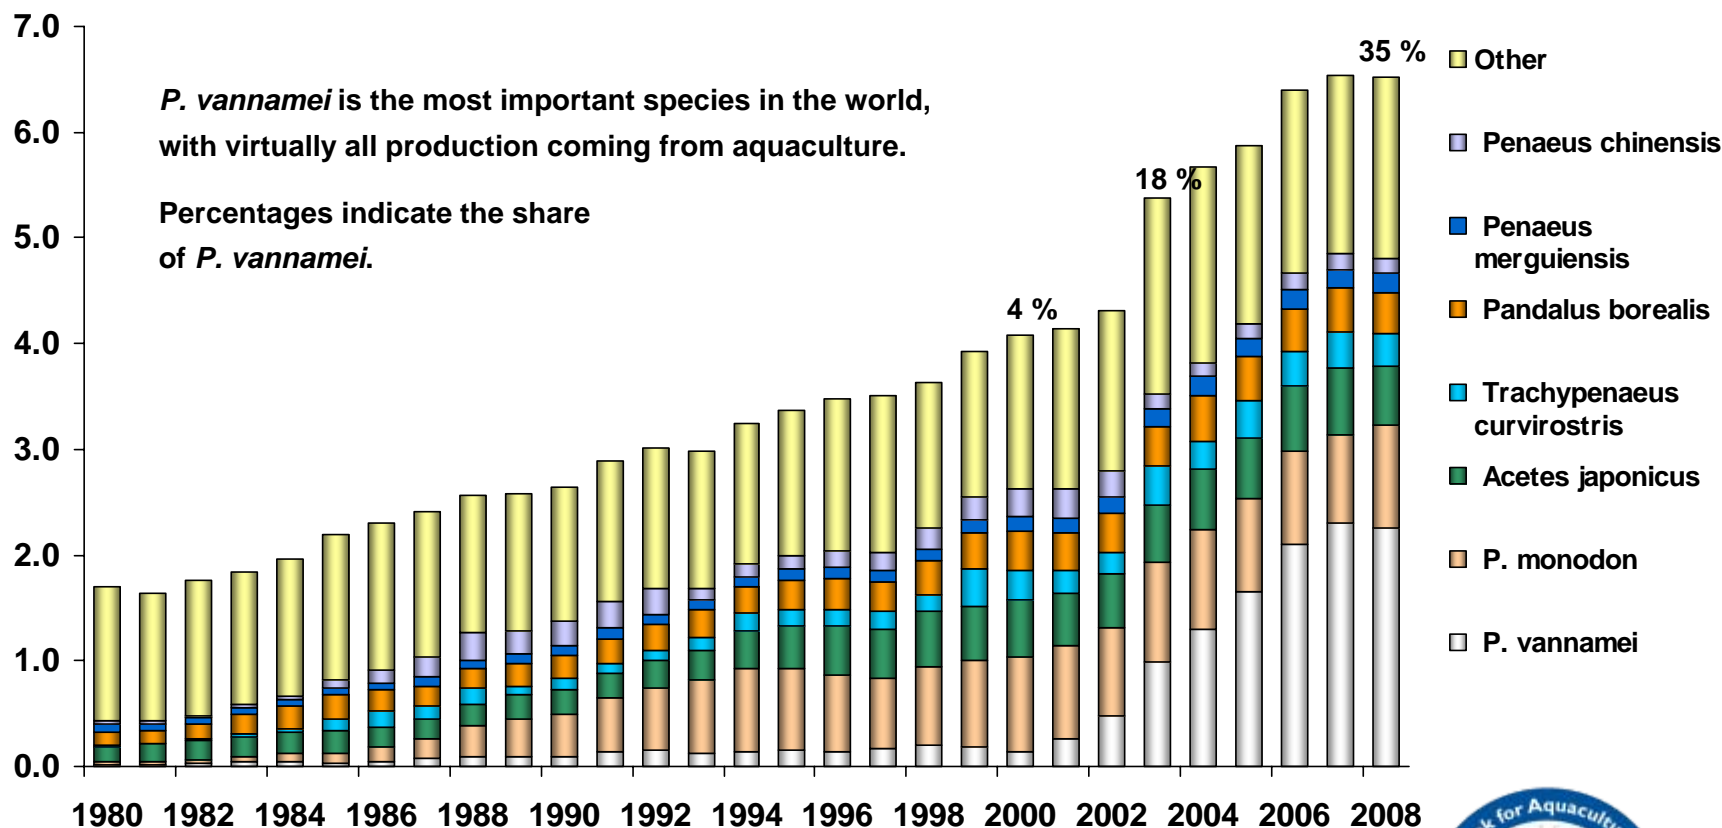 7.0
6.0
5.0
4.0
3.0
2.0
1.0
0.0
P. vannamei is the most important species in the world,
with virtually all production coming from aquaculture.
Percentages indicate the share
of P. vannamei.
4 %
18 %
35 %
1980 1982 1984 1986 1988 1990 1992 1994 1996 1998 2000 2002 2004 2006 2008
Other
Penaeus chinensis
Penaeus
merguiensis
Pandalus borealis
Trachypenaeus
curvirostris
Acetes japonicus
P. monodon
P. vannamei
for Aquacultu